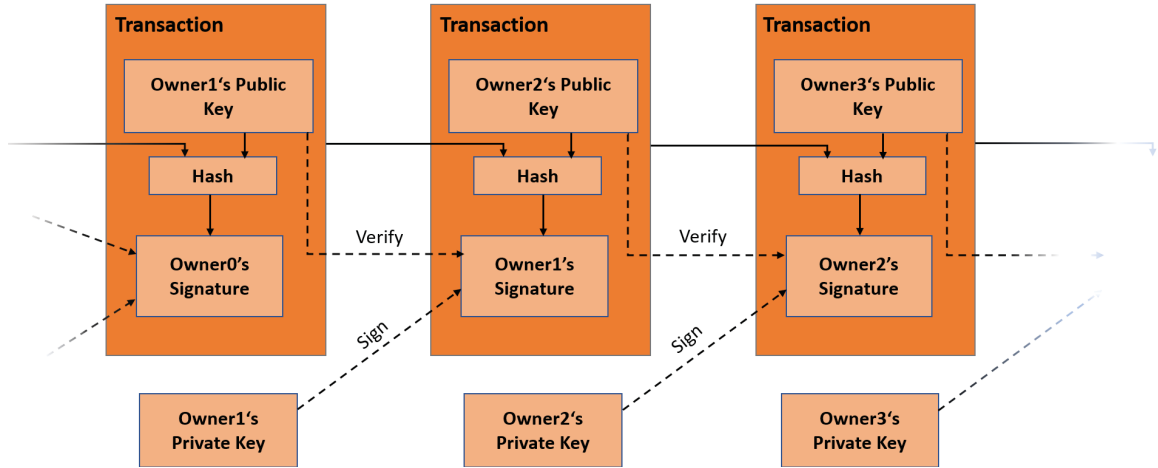 Transaction
Owner1‘s Public
Key
Hash
Owner0’s
Signature
Transaction
Owner2‘s Public
Key
Hash
Verify
Owner1’s
Signature
Transaction
Owner3‘s Public
Key
Hash
Verify
Owner2’s
Signature
Sign
Sign
Owner1‘s
Private Key
Owner2‘s
Private Key
Owner3‘s
Private Key